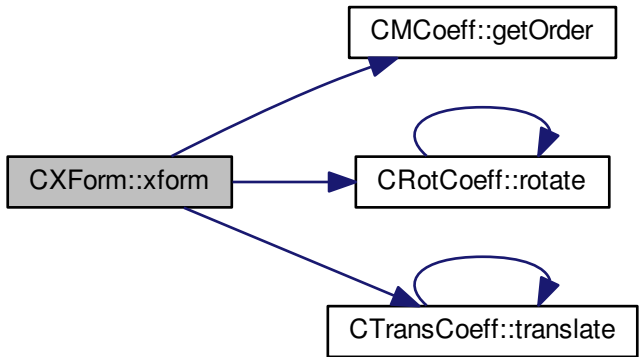 CMCoeff::getOrder
CXForm::xform
CRotCoeff::rotate
CTransCoeff::translate